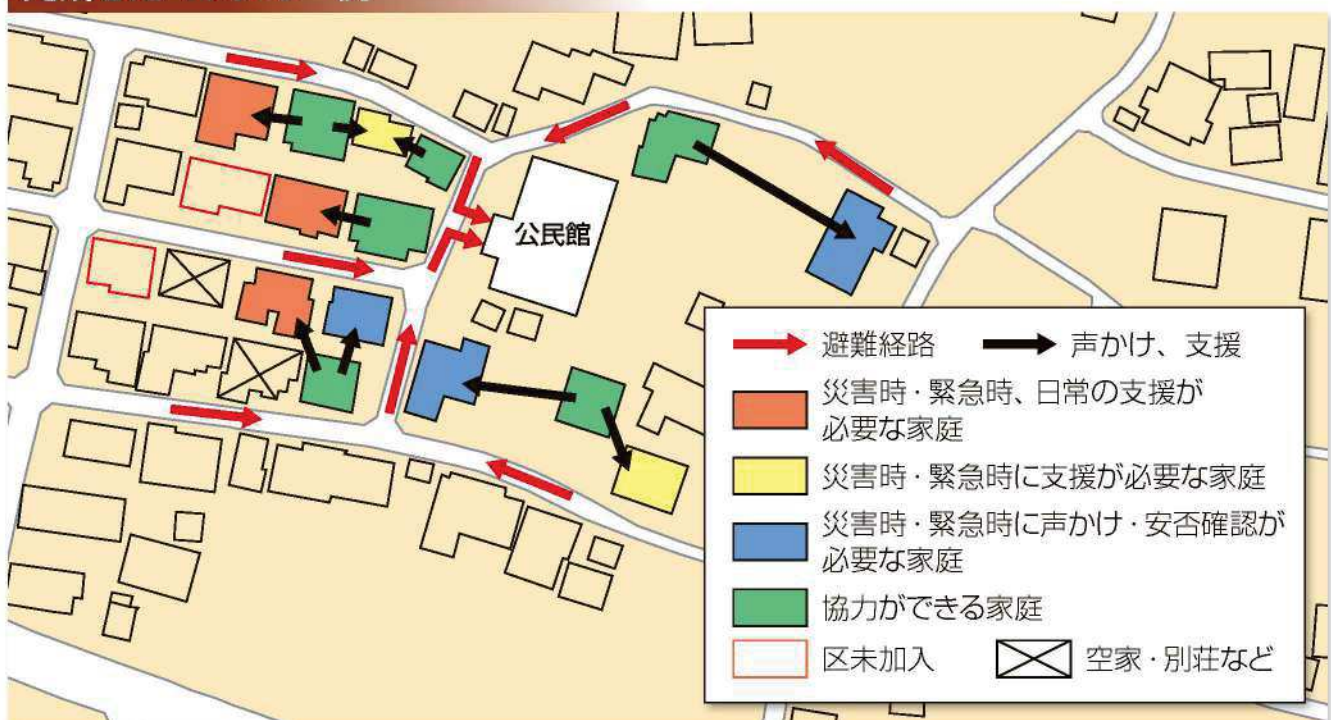 公民館
避難経路
声かけ、支援
災害時・緊急時、日常の支援が
必要な家庭
災害時・緊急時に支援が必要な家庭
災害時・緊急時に声かけ・安否確認が
必要な家庭
協力ができる家庭
区未加入
空家・別荘など